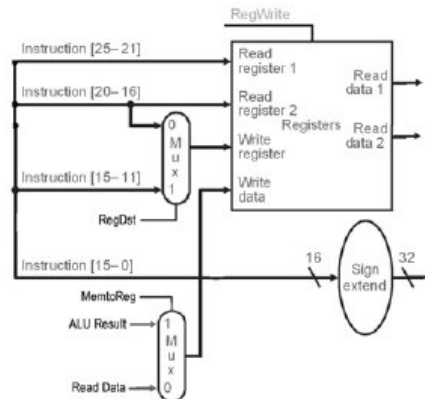 RegWrite
Instruction [25–21]
Read
register 1
Read
data 1
Instruction [20–16]
Read
register 2
Registers
Read
data 2
0
M
u
x
1
Write
register
Instruction [15–11]
Write
data
RegDst
Instruction [15–0]
16
Sign
extend
32
MemtoReg
ALU Result
1
M
u
x
0
Read Data